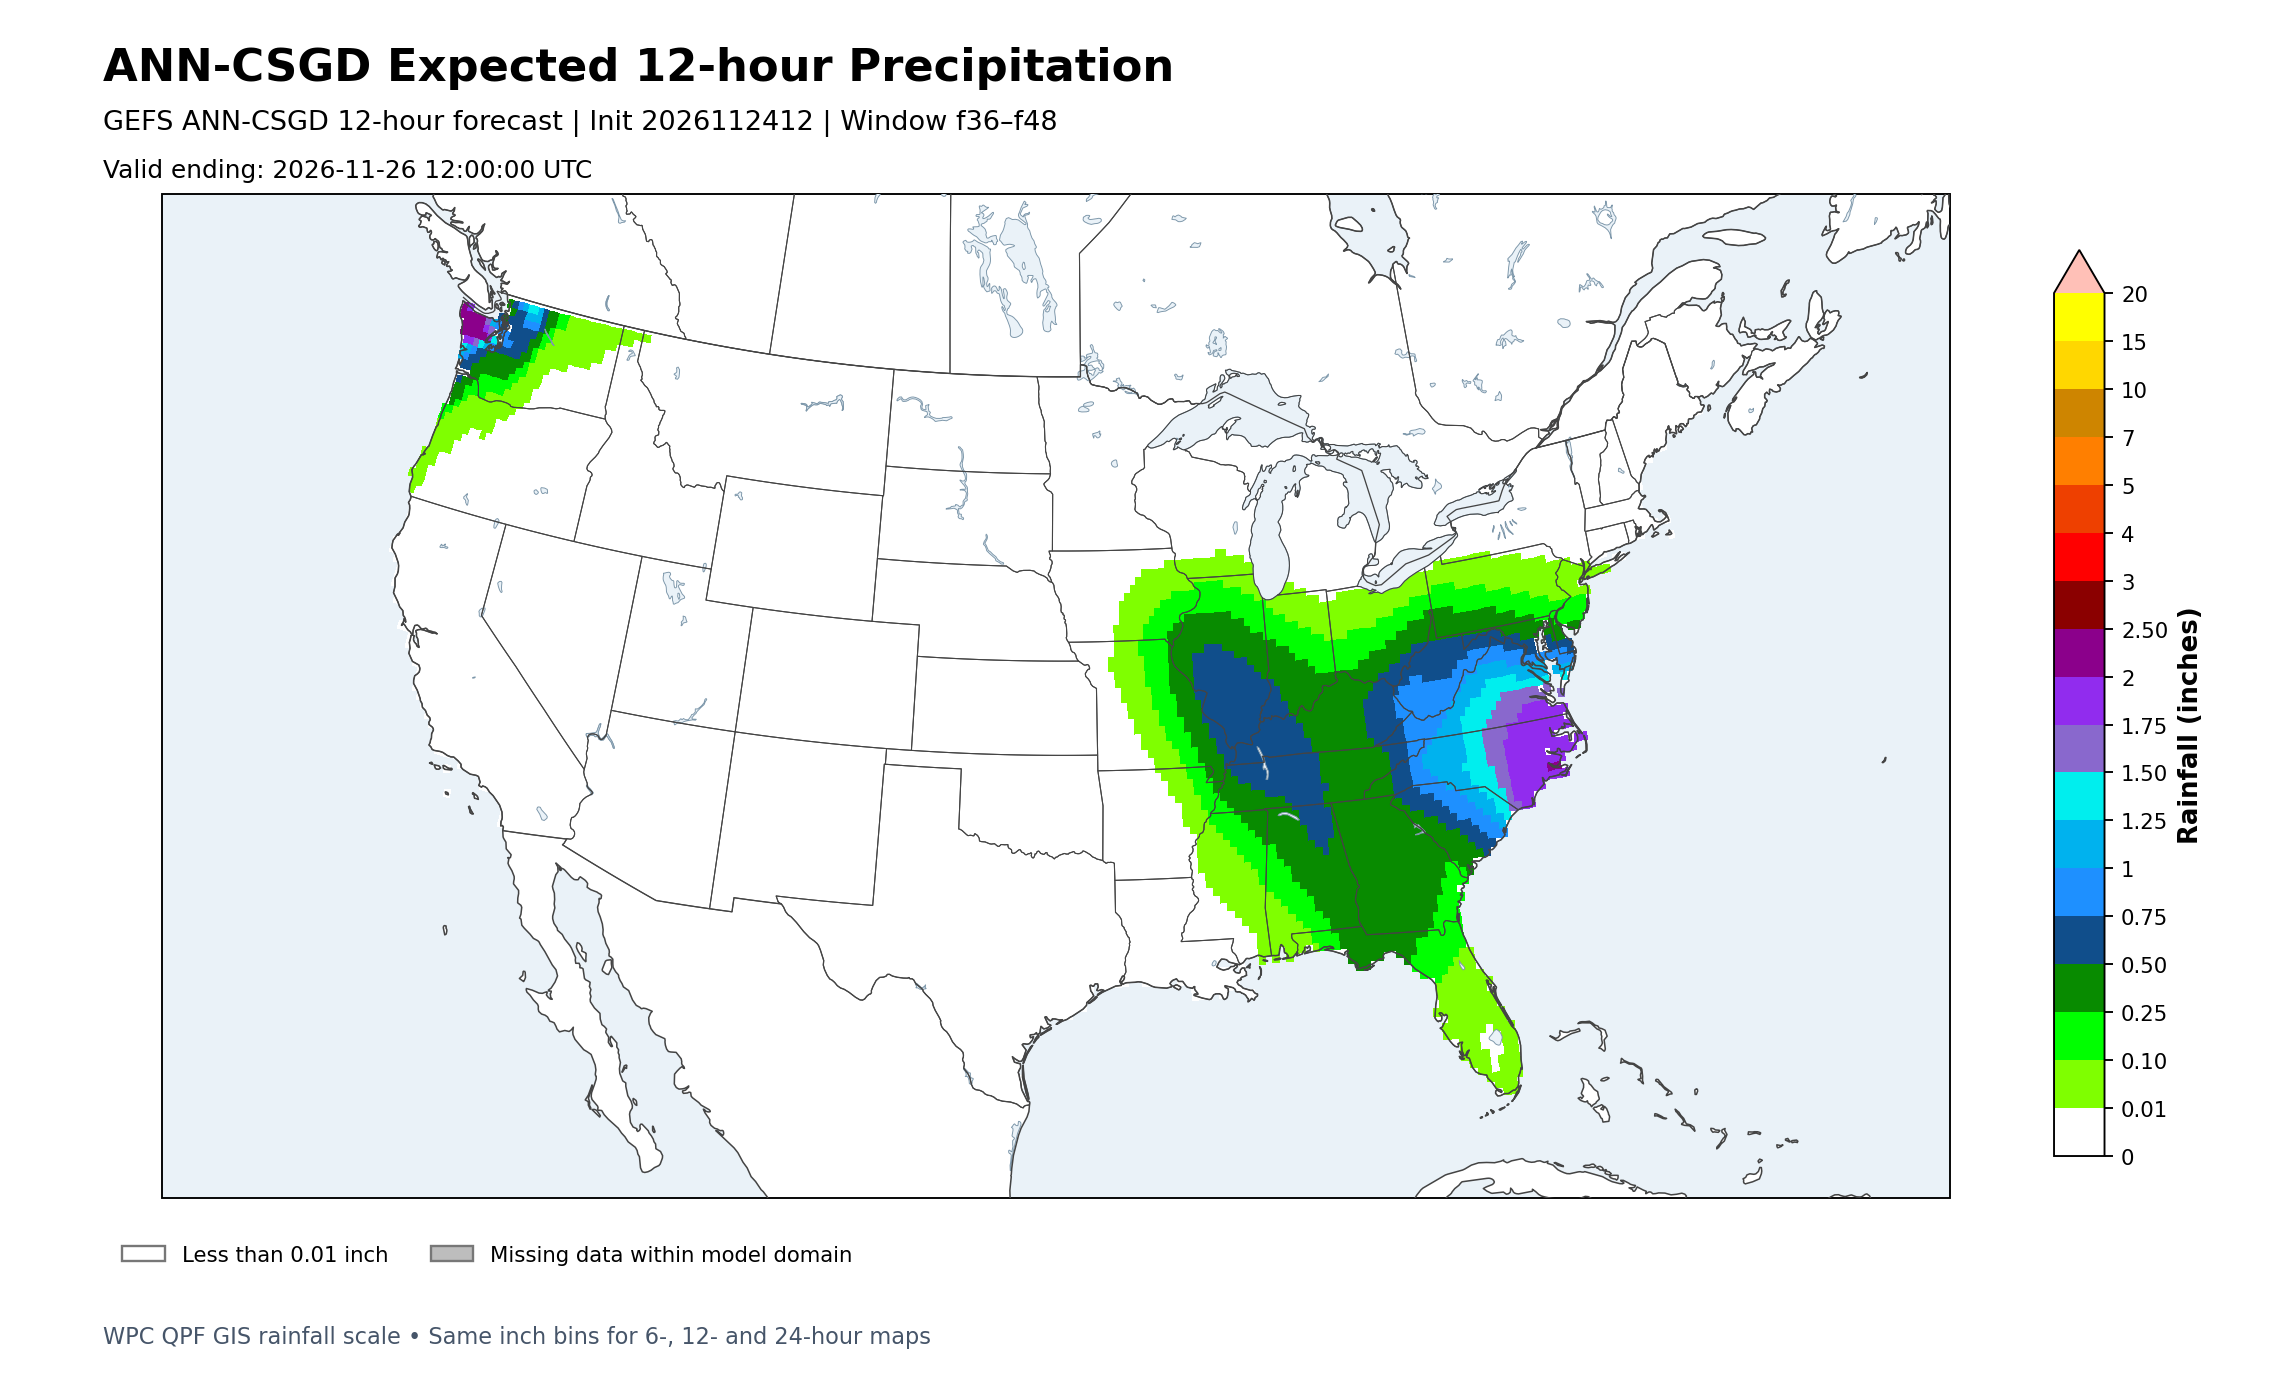 ANN-CSGD Expected 12-hour Precipitation
GEFS ANN-CSGD 12-hour forecast | Init 2026112412 | Window f36–f48
Valid ending: 2026-11-26 12:00:00 UTC
20
15
10
7
5
4
3
2.50
2
1.75
1.50
1.25
1
0.75
0.50
0.25
0.10
0.01
0
Rainfall (inches)
Less than 0.01 inch
Missing data within model domain
WPC QPF GIS rainfall scale • Same inch bins for 6-, 12- and 24-hour maps